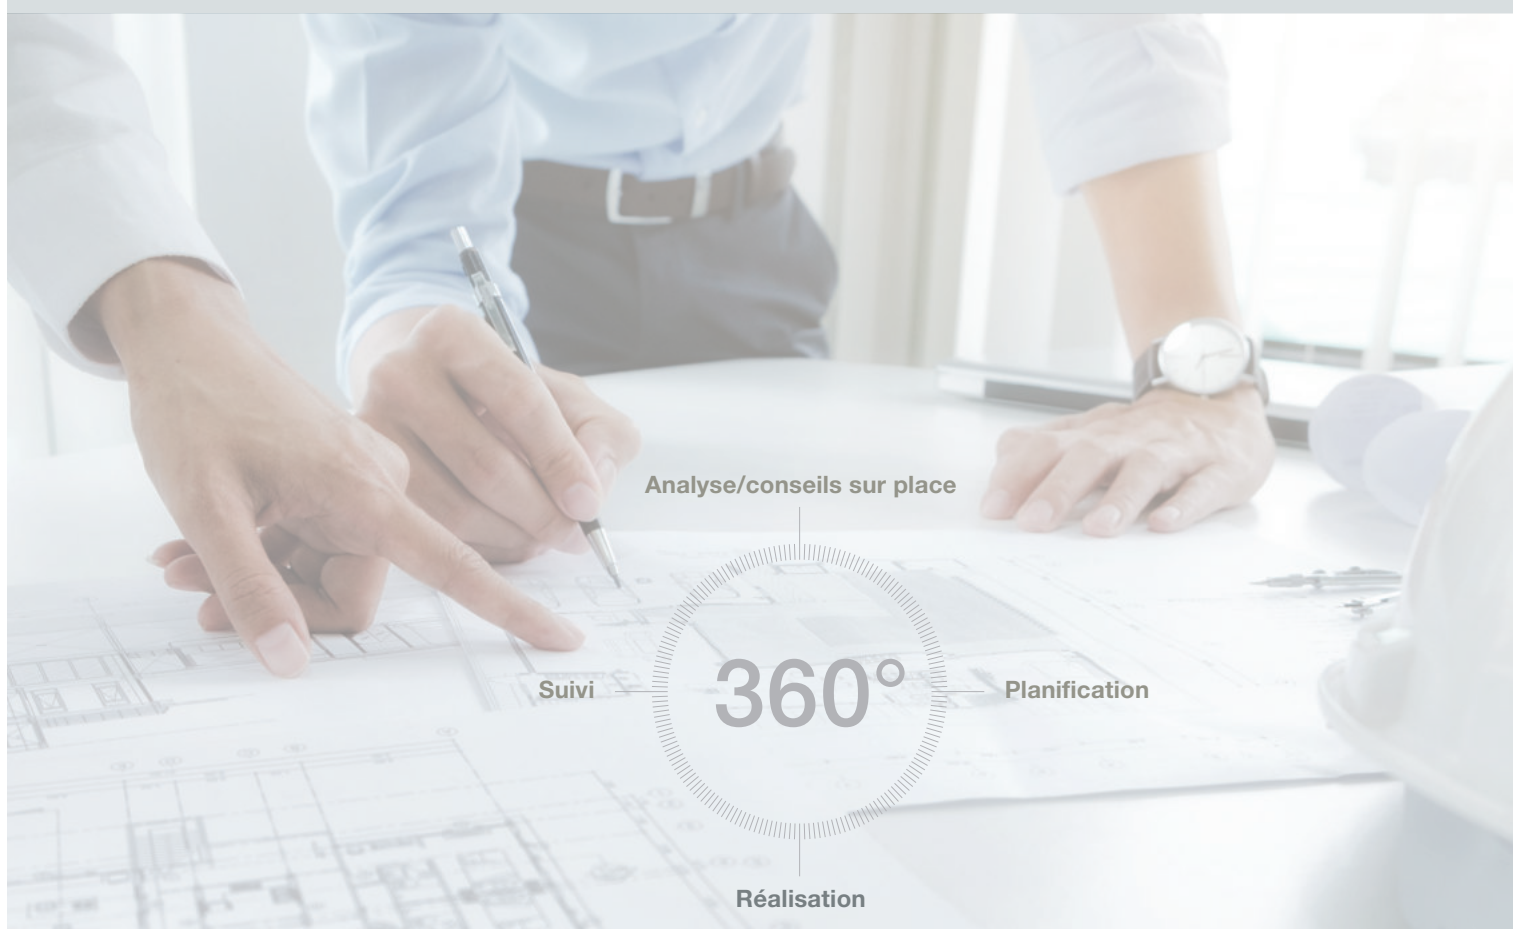 Analyse/conseils sur place
Suivi
360°
Planification
Réalisation